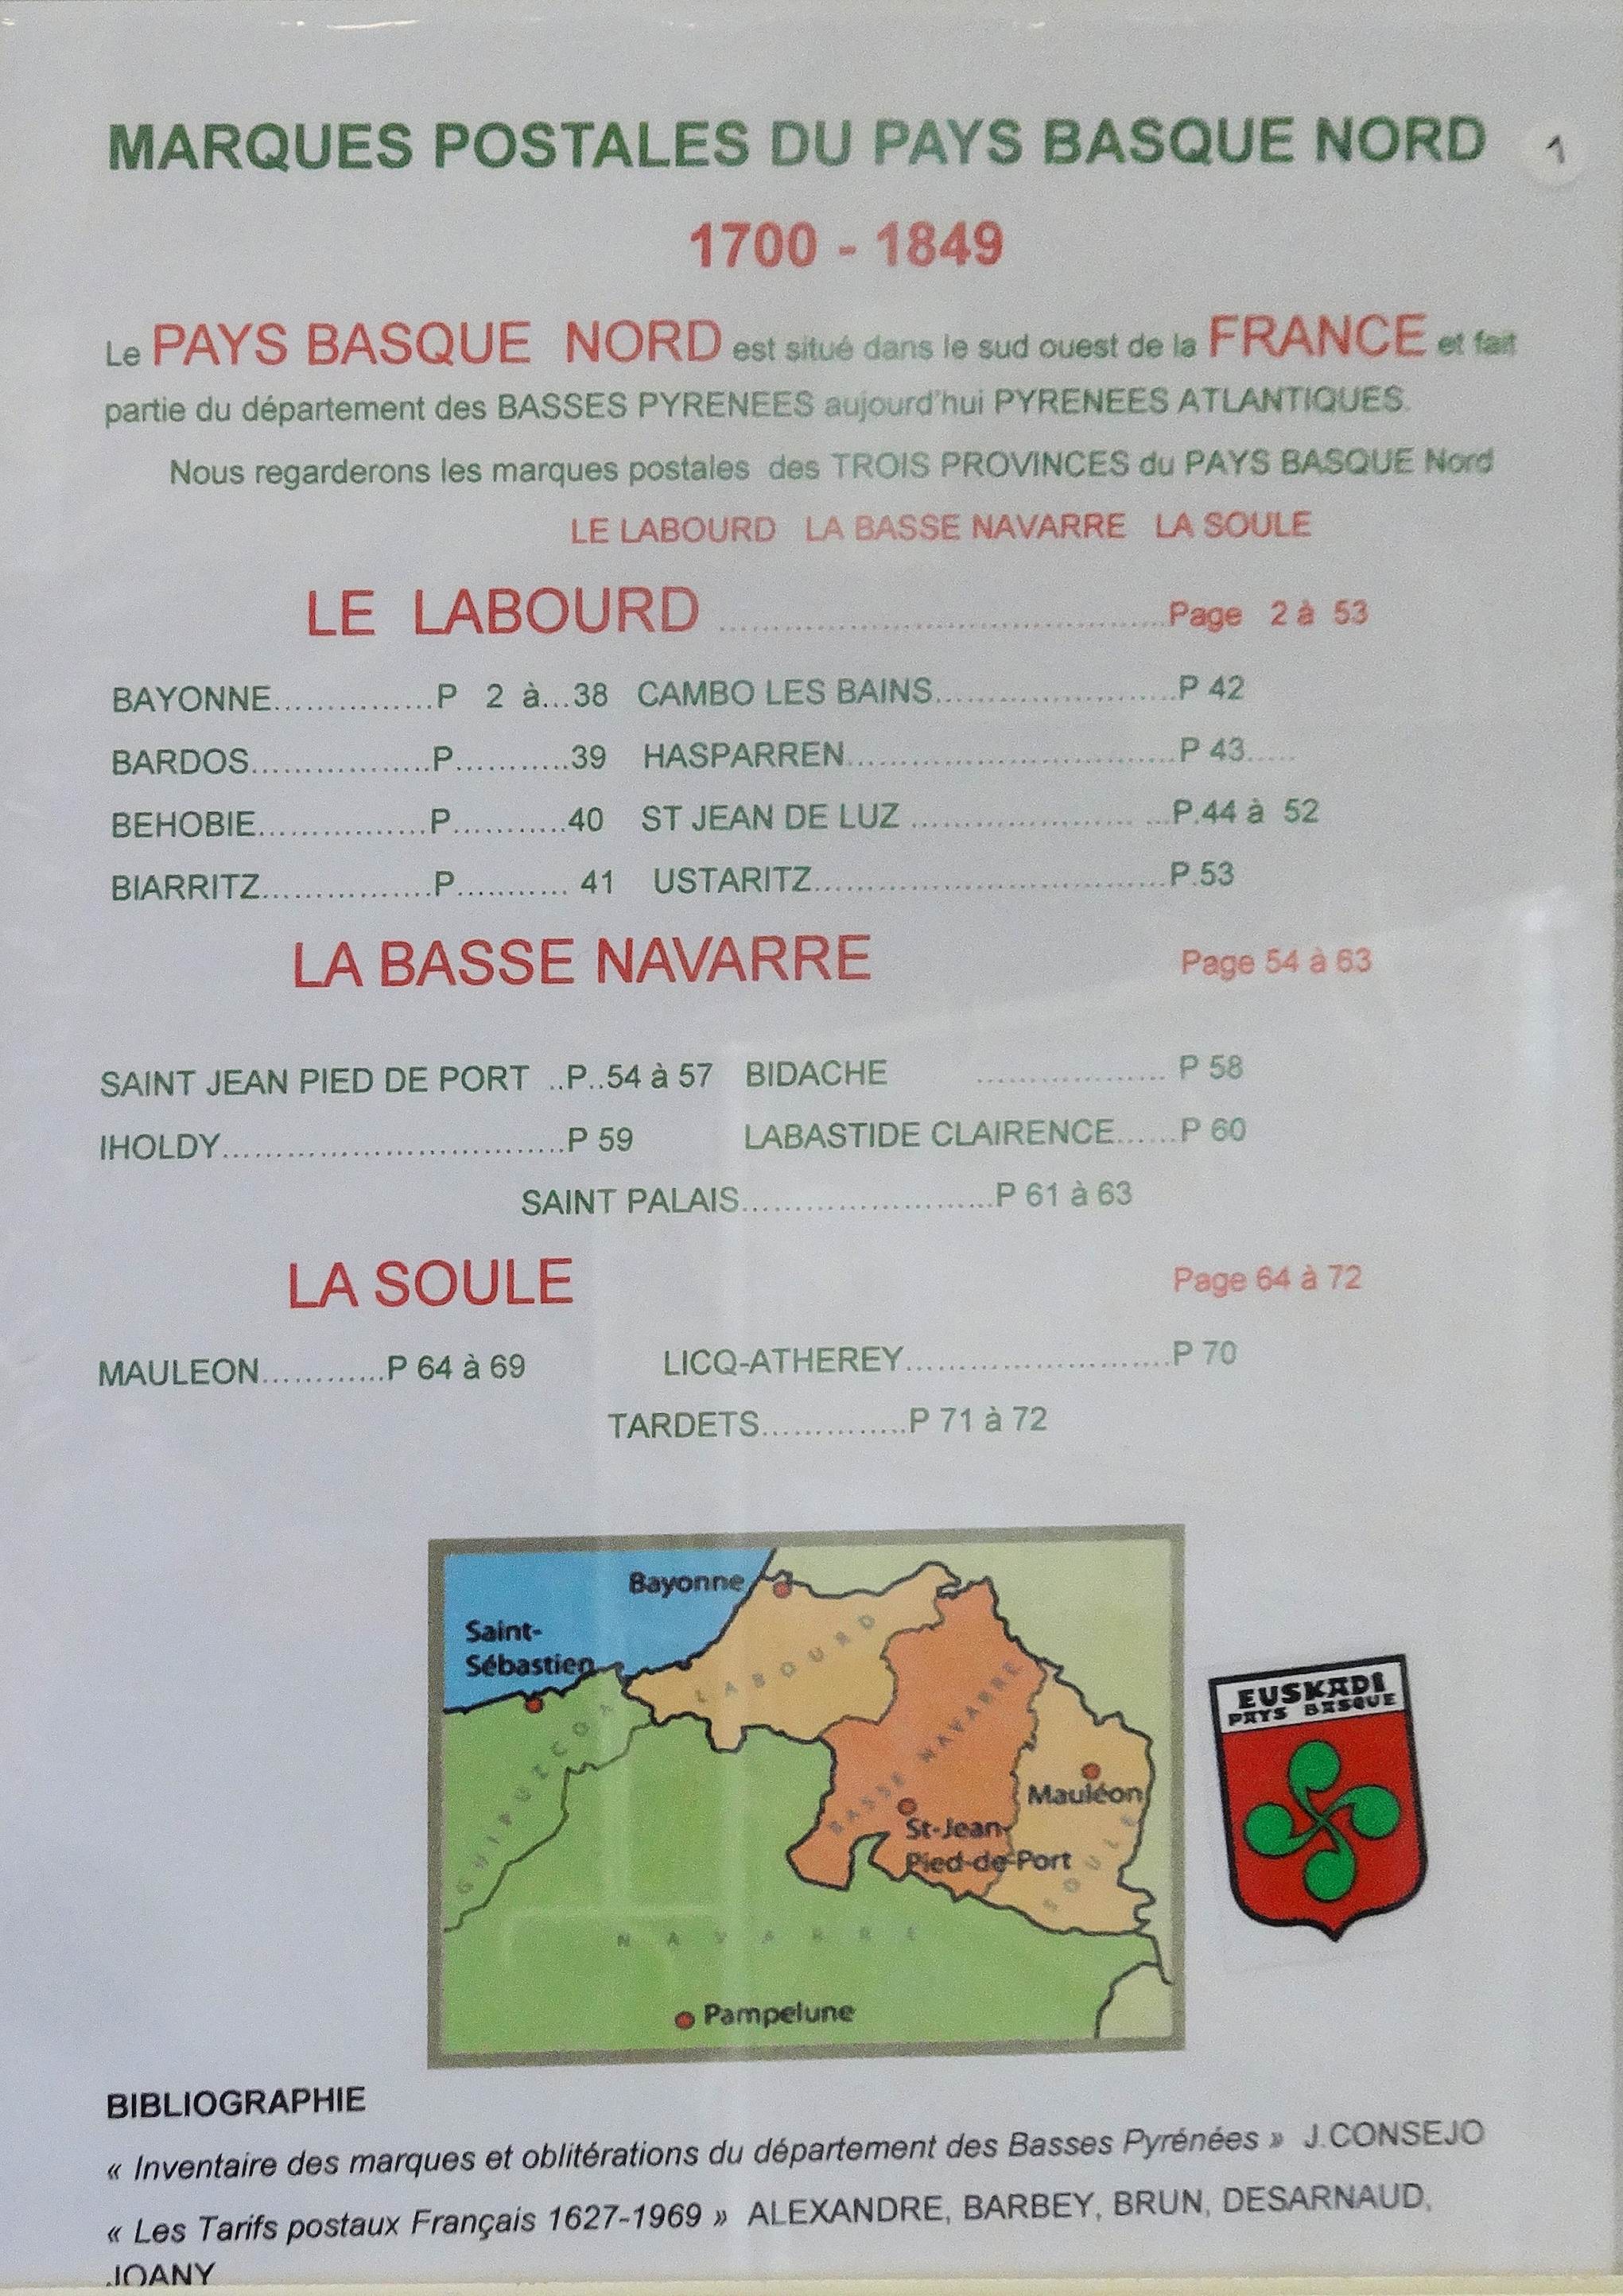 MARQUES POSTALES DU PAYS BASQUE NORD 1
1700 - 1849
Le PAYS BASQUE NORD est situé dans le sud ouest de la FRANCE et fait
partie du département des BASSES PYRENEES aujourd'hui PYRENEES ATLANTIQUES.
Nous regarderons les marques postales des TROIS PROVINCES du PAYS BASQUE Nord
LE LABOURD LA BASSE NAVARRE LA SOULE
LE LABOURD ............................................Page 2 à 53
BAYONNE...............P 2 à...38 CAMBO LES BAINS.......................P 42
BARDOS.................P...........39 HASPARREN...............................P 43.....
BEHOBIE................P...........40 ST JEAN DE LUZ ..................... ...P.44 à 52
BIARRITZ................P........... 41 USTARITZ..................................P.53
LA BASSE NAVARRE Page 54 à 63
SAINT JEAN PIED DE PORT ..P..54 à 57 BIDACHE .................. P 58
IHOLDY.................................P 59 LABASTIDE CLAIRENCE......P 60
SAINT PALAIS........................P 61 à 63
LA SOULE Page 64 à 72
MAULEON............P 64 à 69 LICQ-ATHEREY.........................P 70
TARDETS..............P 71 à 72
Bayonne
Saint-
Sébastien
LABOURD
GUIPUZCOA
BASSE NAVARRE
Mauléon
St-Jean-
Pied-de-Port
SOULE
NAVARRE
Pampelune
EUSKADI
PAYS BASQUE
BIBLIOGRAPHIE
« Inventaire des marques et oblitérations du département des Basses Pyrénées » J.CONSEJO
« Les Tarifs postaux Français 1627-1969 » ALEXANDRE, BARBEY, BRUN, DESARNAUD,
JOANY